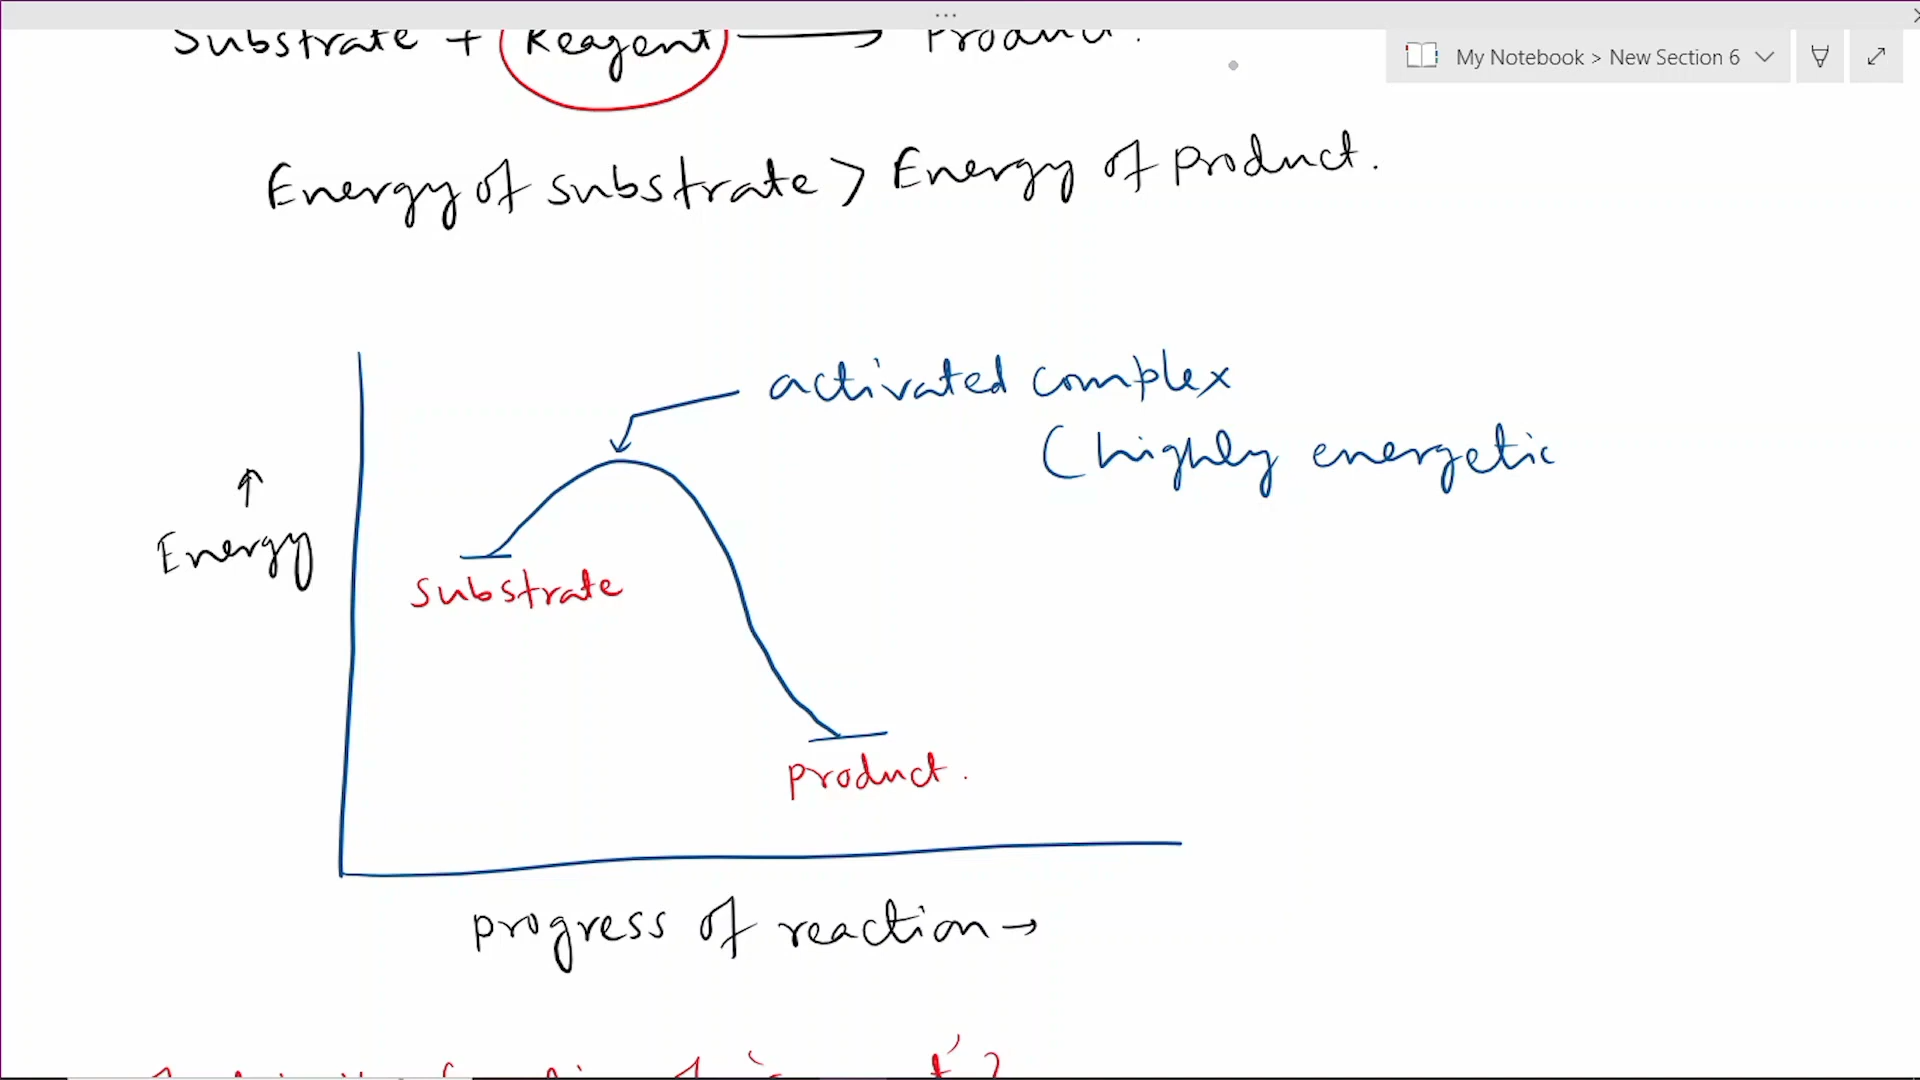 ...
Substrate + Reagent → Product.
My Notebook > New Section 6
Energy of substrate > Energy of product.
activated complex
(highly energetic
↑
Energy
substrate
product.
progress of reaction →